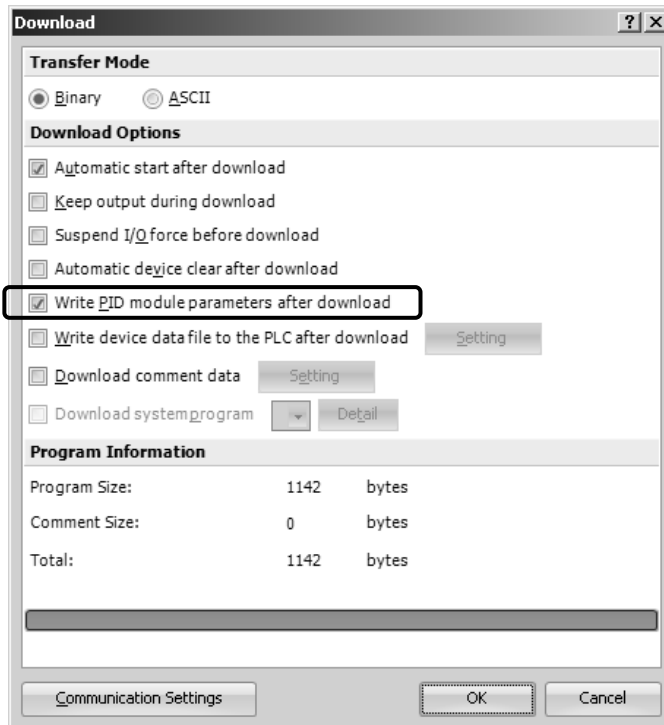 Download
Transfer Mode
Binary ASCII
Download Options
Automatic start after download
Keep output during download
Suspend I/O force before download
Automatic device clear after download
Write PID module parameters after download
Write device data file to the PLC after download Setting
Download comment data Setting
Download system program Detail
Program Information
Program Size: 1142 bytes
Comment Size: 0 bytes
Total: 1142 bytes
Communication Settings OK Cancel